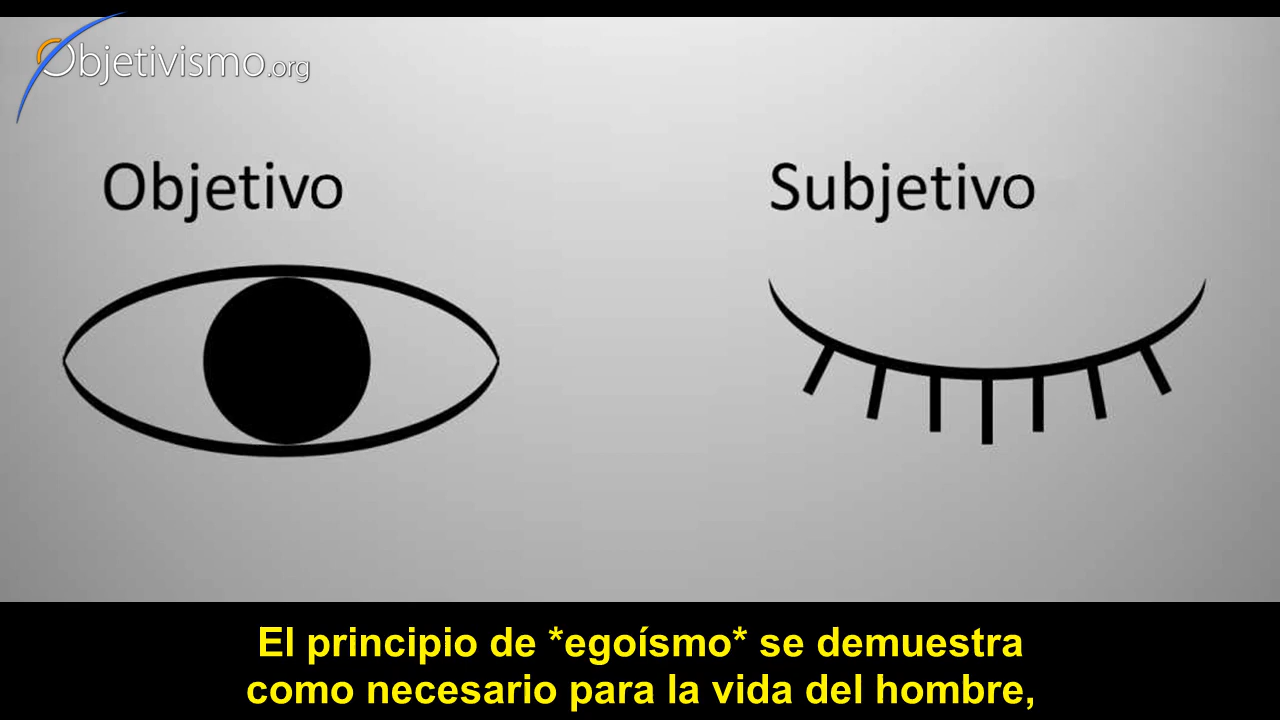 Objetivismo.org
Objetivo
Subjetivo
El principio de *egoísmo* se demuestra
como necesario para la vida del hombre,